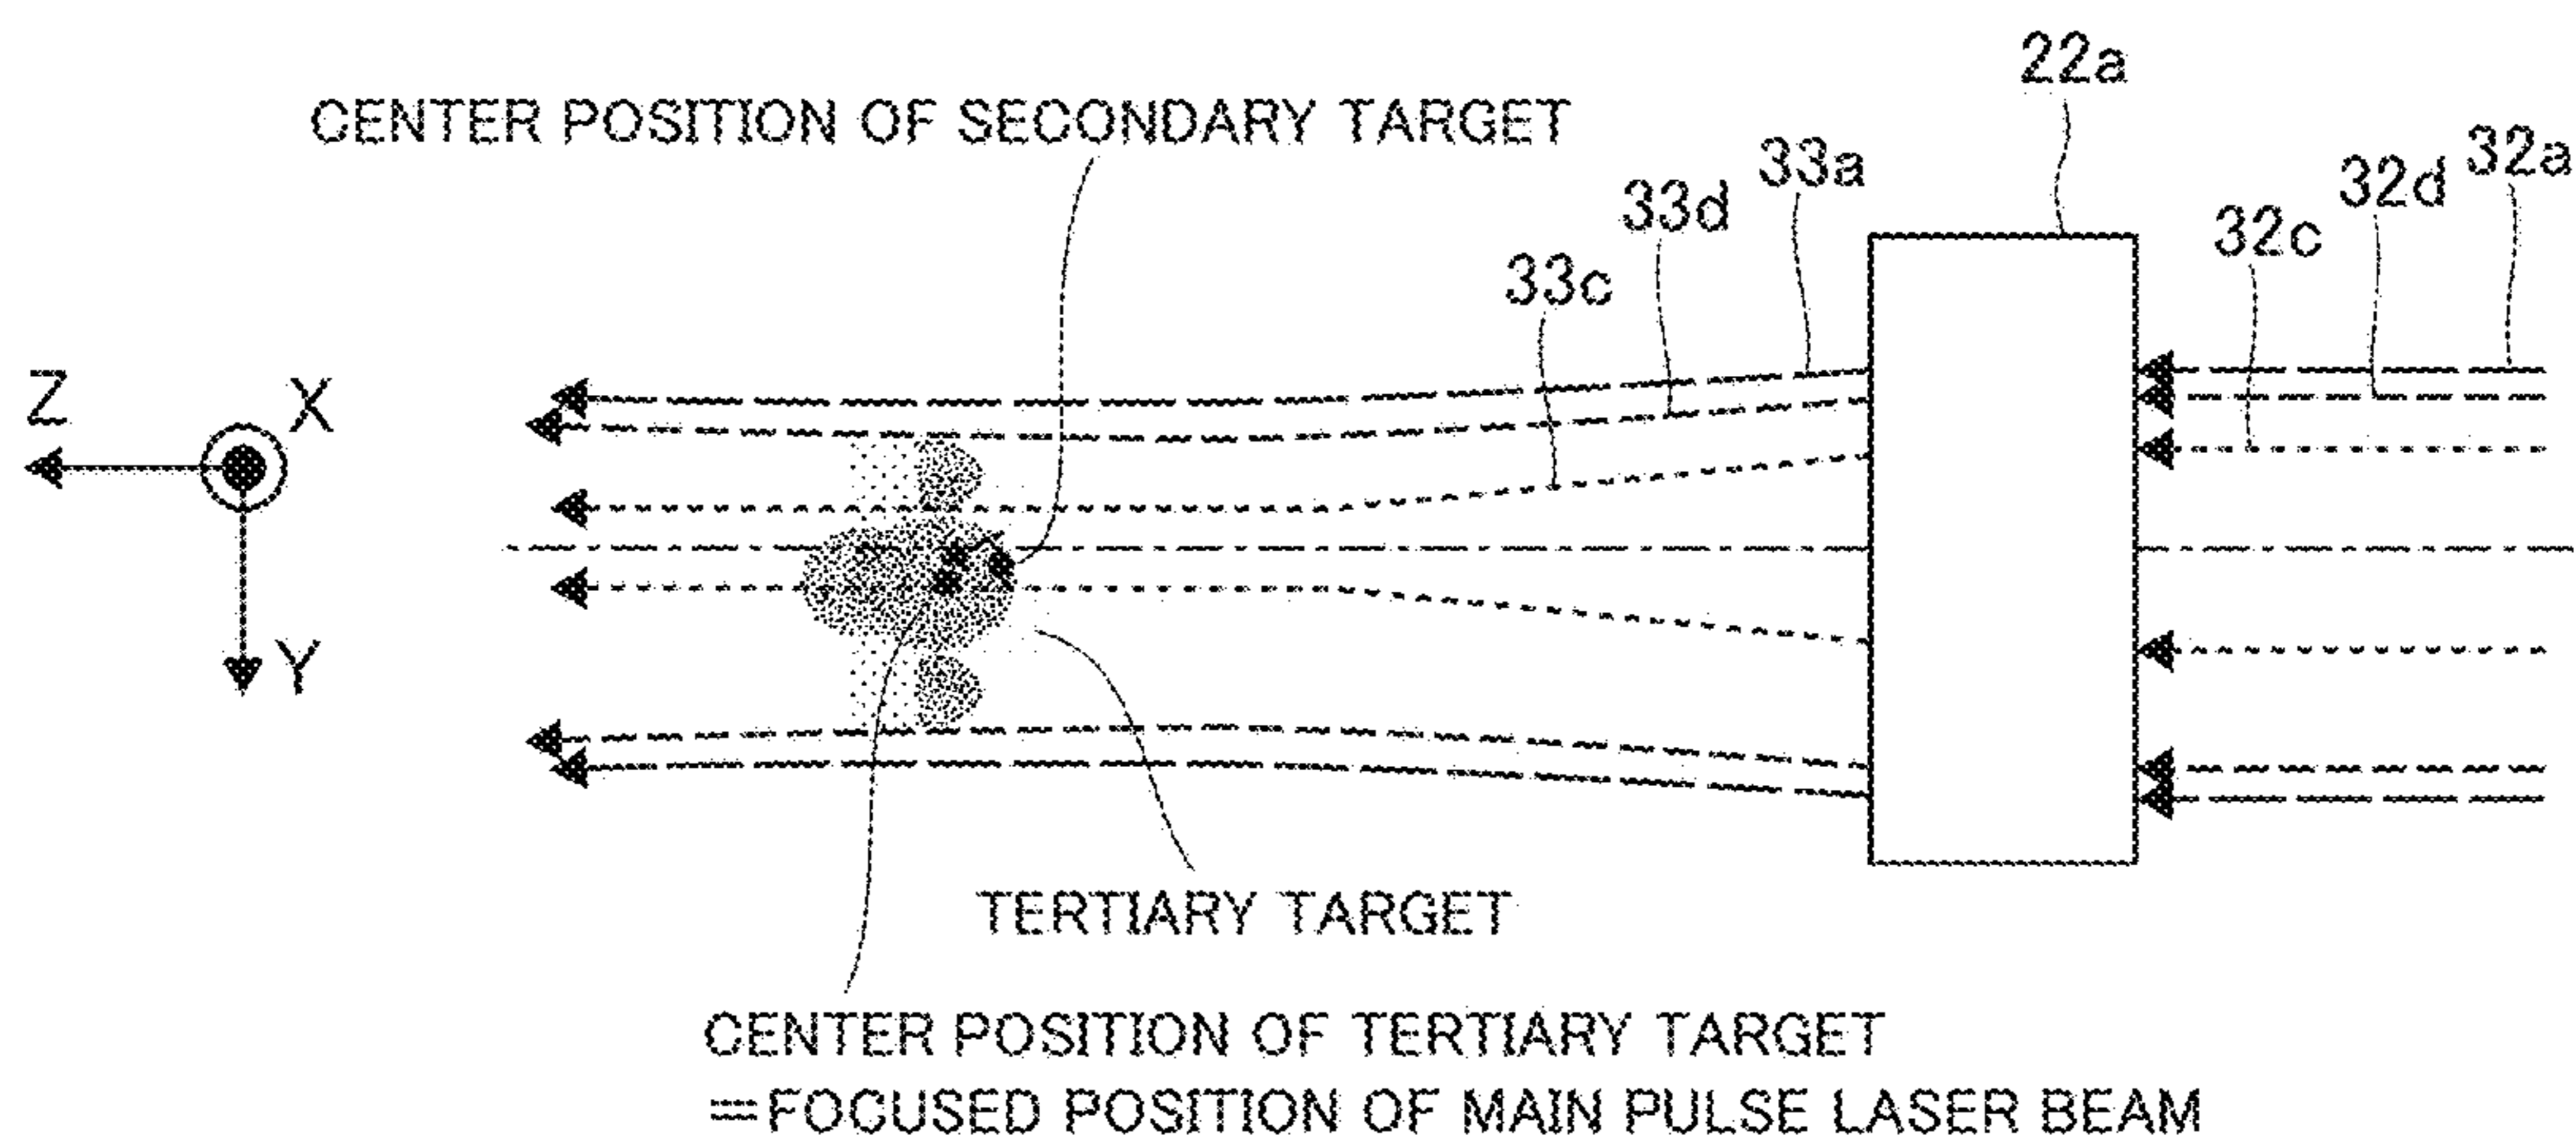 22a
CENTER POSITION OF SECONDARY TARGET
33a
32a
33d
32d
33c
32c
Z
X
Y
TERTIARY TARGET
CENTER POSITION OF TERTIARY TARGET
=FOCUSED POSITION OF MAIN PULSE LASER BEAM